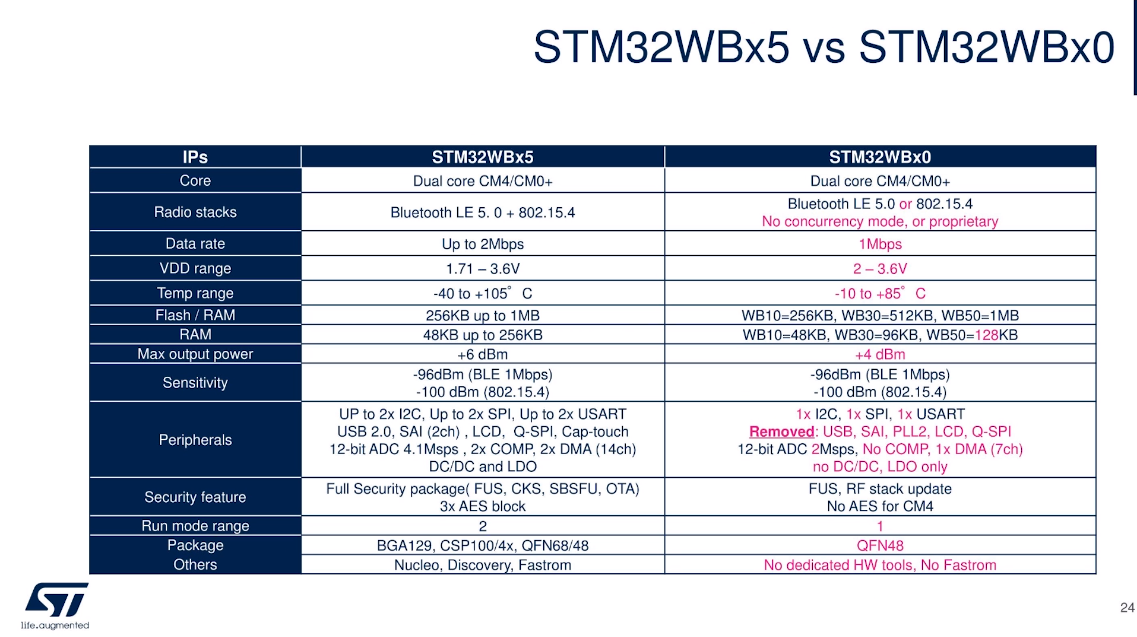 STM32WBx5 vs STM32WBx0
IPs STM32WBx5 STM32WBx0
Core Dual core CM4/CM0+ Dual core CM4/CM0+
Radio stacks Bluetooth LE 5. 0 + 802.15.4 Bluetooth LE 5.0 or 802.15.4
No concurrency mode, or proprietary
Data rate Up to 2Mbps 1Mbps
VDD range 1.71 – 3.6V 2 – 3.6V
Temp range -40 to +105° C -10 to +85° C
Flash / RAM 256KB up to 1MB WB10=256KB, WB30=512KB, WB50=1MB
RAM 48KB up to 256KB WB10=48KB, WB30=96KB, WB50=128KB
Max output power +6 dBm +4 dBm
Sensitivity -96dBm (BLE 1Mbps) -96dBm (BLE 1Mbps)
-100 dBm (802.15.4) -100 dBm (802.15.4)
Peripherals UP to 2x I2C, Up to 2x SPI, Up to 2x USART 1x I2C, 1x SPI, 1x USART
USB 2.0, SAI (2ch) , LCD, Q-SPI, Cap-touch Removed: USB, SAI, PLL2, LCD, Q-SPI
12-bit ADC 4.1Msps , 2x COMP, 2x DMA (14ch) 12-bit ADC 2Msps, No COMP, 1x DMA (7ch)
DC/DC and LDO no DC/DC, LDO only
Security feature Full Security package( FUS, CKS, SBSFU, OTA) FUS, RF stack update
3x AES block No AES for CM4
Run mode range 2 1
Package BGA129, CSP100/4x, QFN68/48 QFN48
Others Nucleo, Discovery, Fastrom No dedicated HW tools, No Fastrom
ST
life.augmented
24